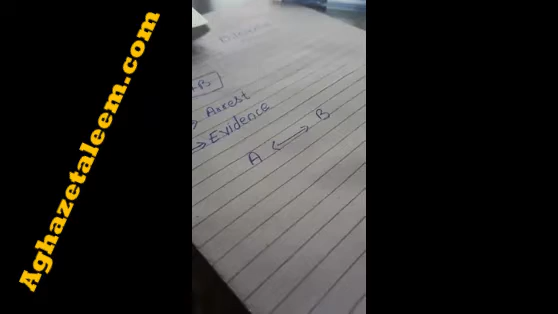 Aghazetaleem.com
+B
→ Arrest
→ Evidence
A ↔ B